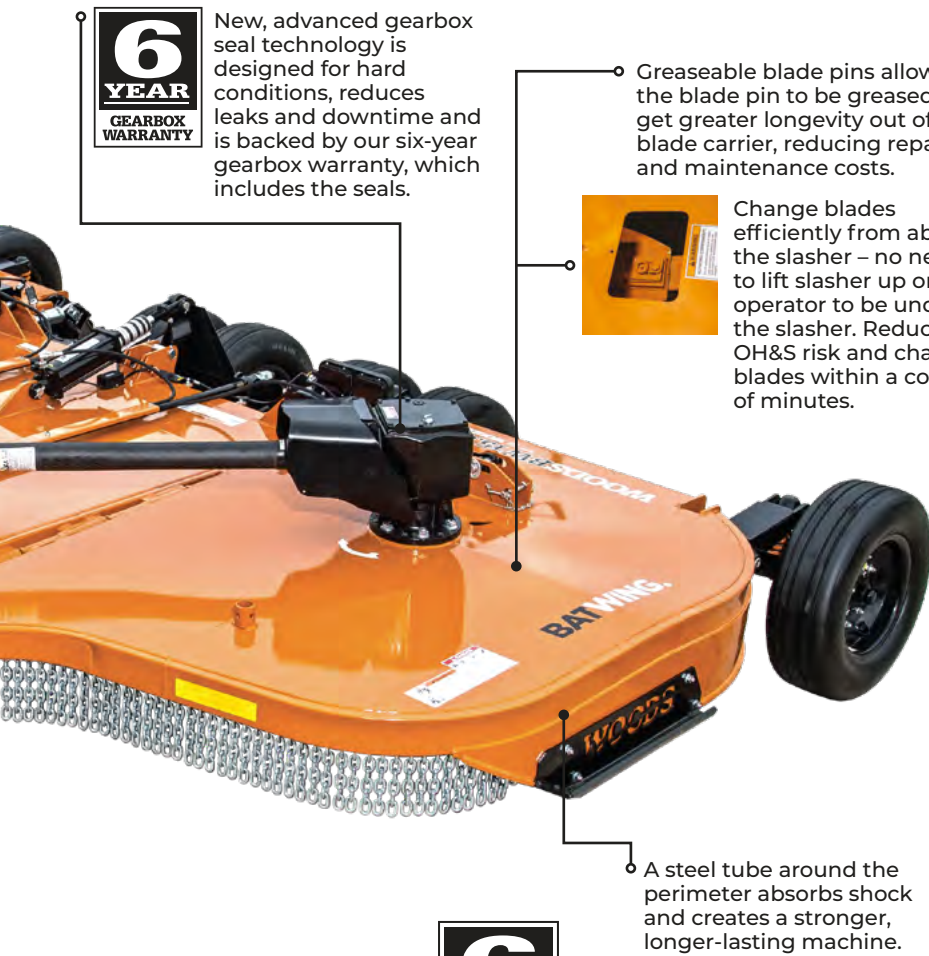 6
YEAR
GEARBOX
WARRANTY
New, advanced gearbox
seal technology is
designed for hard
conditions, reduces
leaks and downtime and
is backed by our six-year
gearbox warranty, which
includes the seals.
Greaseable blade pins allow
the blade pin to be greased
get greater longevity out of
blade carrier, reducing repa
and maintenance costs.
Change blades
efficiently from ab
the slasher – no ne
to lift slasher up or
operator to be und
the slasher. Reduc
OH&S risk and cha
blades within a co
of minutes.
WOODS
BATWING.
WOODS
A steel tube around the
perimeter absorbs shock
and creates a stronger,
longer-lasting machine.